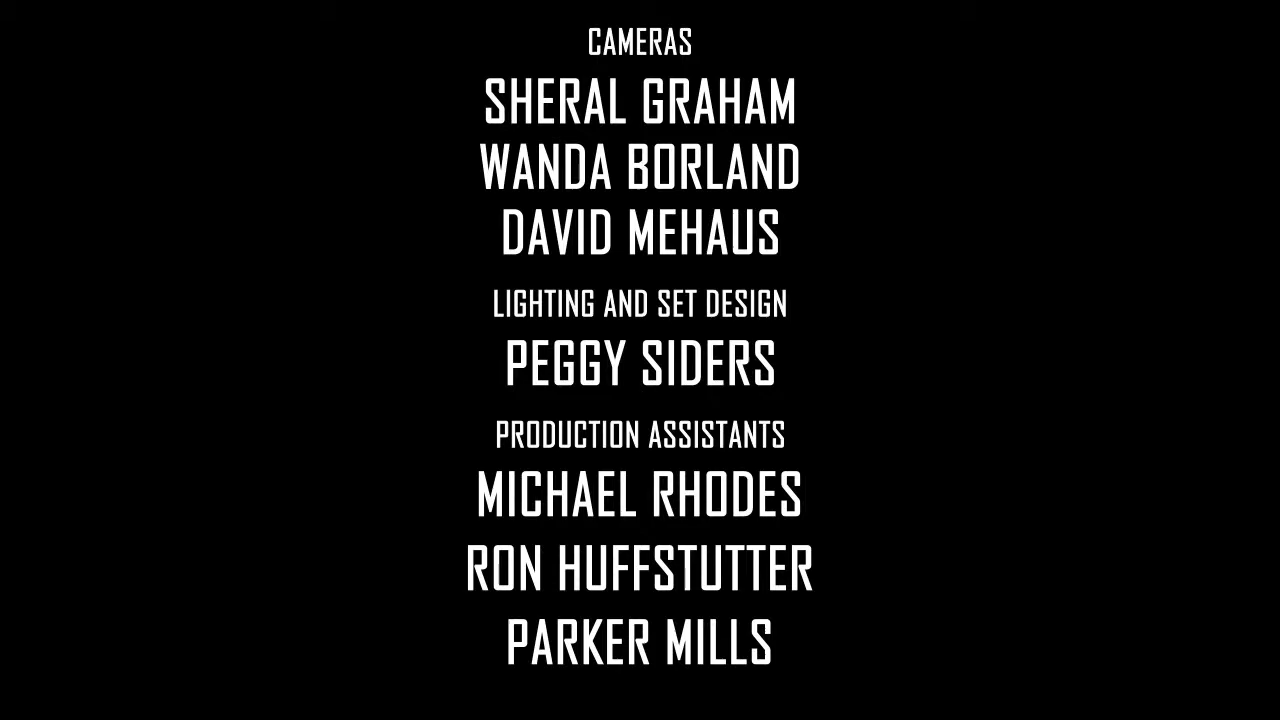 CAMERAS
SHERAL GRAHAM
WANDA BORLAND
DAVID MEHAUS
LIGHTING AND SET DESIGN
PEGGY SIDERS
PRODUCTION ASSISTANTS
MICHAEL RHODES
RON HUFFSTUTTER
PARKER MILLS